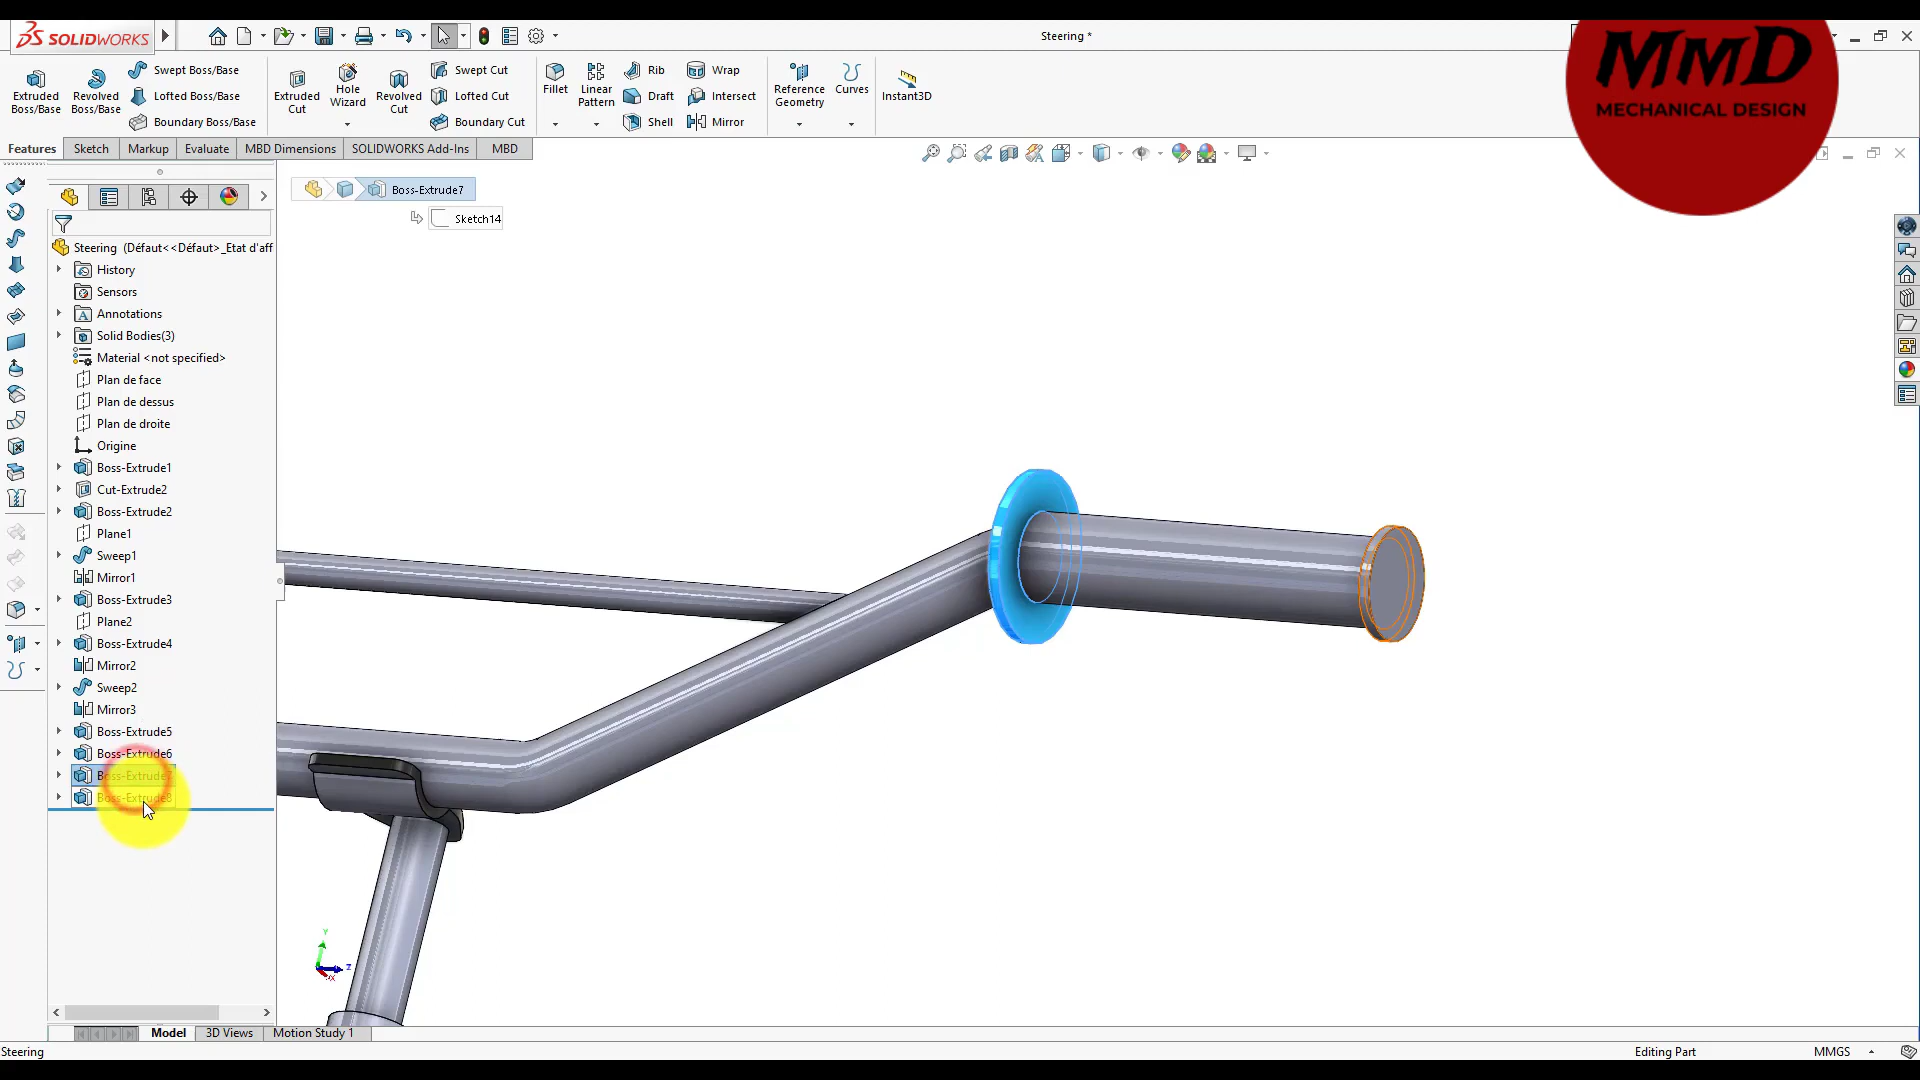 SOLIDWORKS
Steering *
Extruded Boss/Base
Revolved Boss/Base
Swept Boss/Base
Lofted Boss/Base
Boundary Boss/Base
Extruded Cut
Hole Wizard
Revolved Cut
Swept Cut
Lofted Cut
Boundary Cut
Fillet
Linear Pattern
Rib
Draft
Shell
Wrap
Intersect
Mirror
Reference Geometry
Curves
Instant3D
MMD
MECHANICAL DESIGN
Features
Sketch
Markup
Evaluate
MBD Dimensions
SOLIDWORKS Add-Ins
MBD
Boss-Extrude7
Sketch14
Steering (Défaut<<Défaut>_Etat d'aff
History
Sensors
Annotations
Solid Bodies(3)
Material <not specified>
Plan de face
Plan de dessus
Plan de droite
Origine
Boss-Extrude1
Cut-Extrude2
Boss-Extrude2
Plane1
Sweep1
Mirror1
Boss-Extrude3
Plane2
Boss-Extrude4
Mirror2
Sweep2
Mirror3
Boss-Extrude5
Boss-Extrude6
Boss-Extrude7
Boss-Extrude8
Y
Z
X
Model
3D Views
Motion Study 1
Steering
Editing Part
MMGS